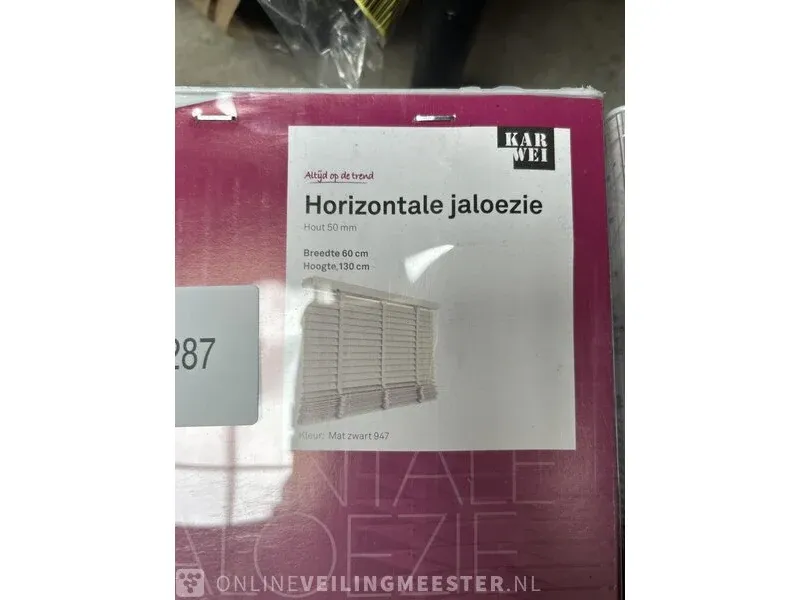 KAR
WEI
Altijd op de trend
Horizontale jaloezie
Hout 50 mm
Breedte 60 cm
Hoogte 130 cm
287
Kleur: Mat zwart 947
NTALE
ALOEZIE
ONLINEVEILINGMEESTER.NL